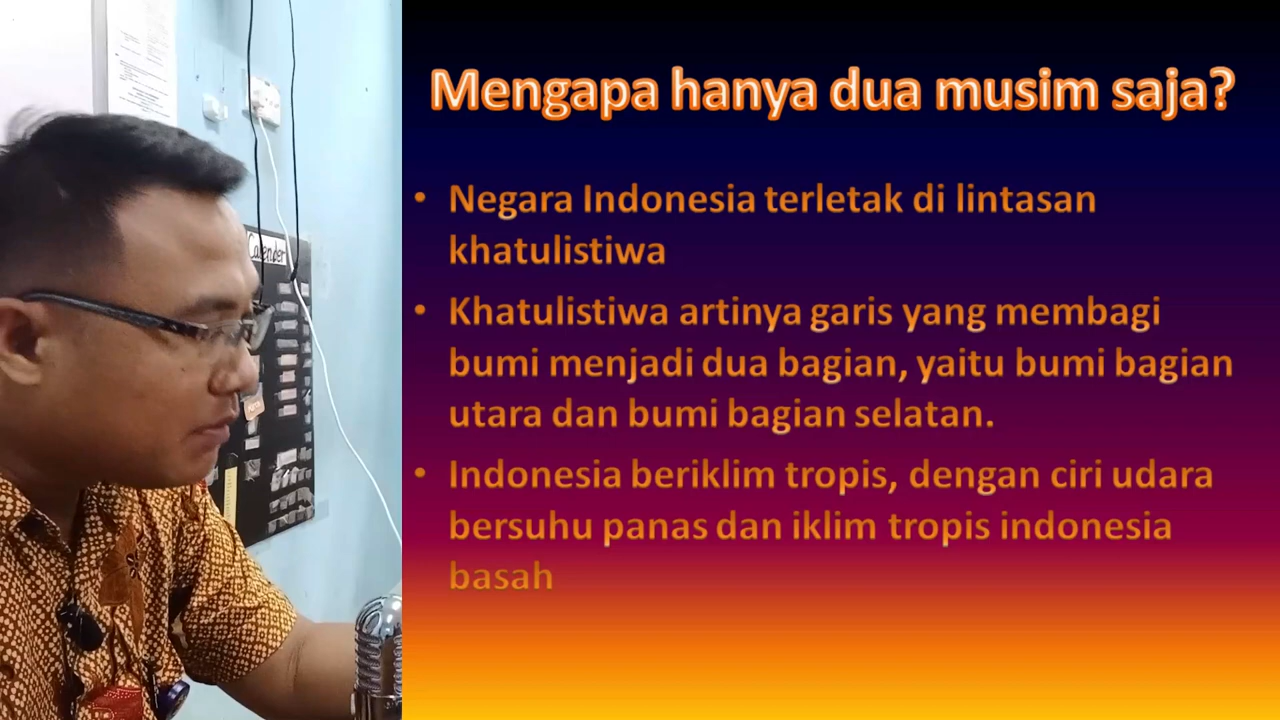 Mengapa hanya dua musim saja?
• Negara Indonesia terletak di lintasan
khatulistiwa
• Khatulistiwa artinya garis yang membagi
bumi menjadi dua bagian, yaitu bumi bagian
utara dan bumi bagian selatan.
• Indonesia beriklim tropis, dengan ciri udara
bersuhu panas dan iklim tropis indonesia
basah
Calender